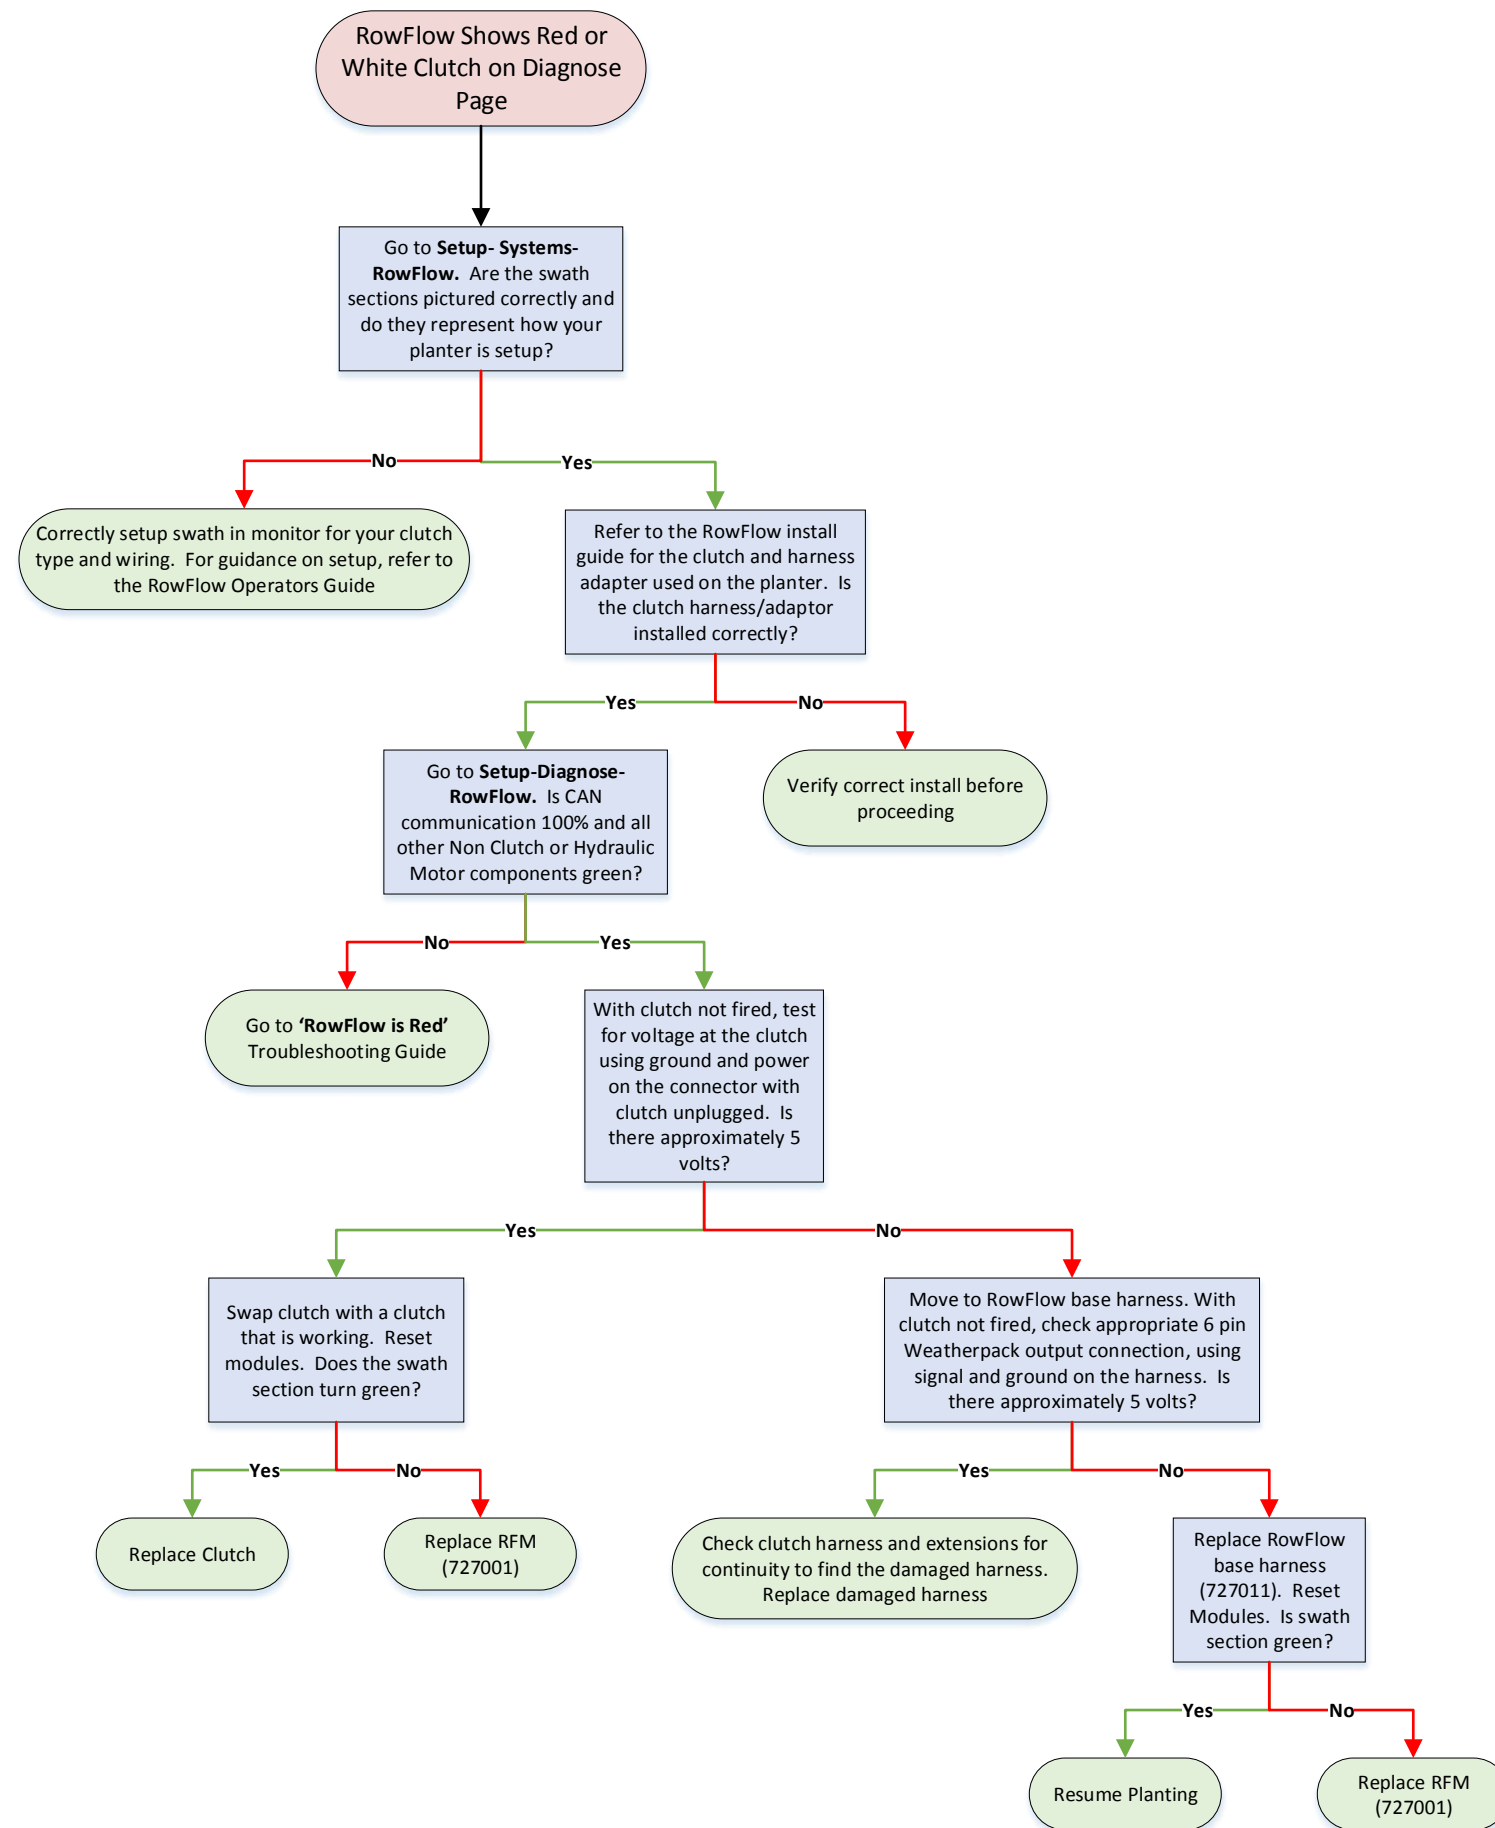 RowFlow Shows Red or
White Clutch on Diagnose
Page
Go to Setup- Systems-
RowFlow.  Are the swath
sections pictured correctly and
do they represent how your
planter is setup?
No
Yes
Correctly setup swath in monitor for your clutch
type and wiring.  For guidance on setup, refer to
the RowFlow Operators Guide
Refer to the RowFlow install
guide for the clutch and harness
adapter used on the planter.  Is
the clutch harness/adaptor
installed correctly?
Yes
No
Go to Setup-Diagnose-
RowFlow.  Is CAN
communication 100% and all
other Non Clutch or Hydraulic
Motor components green?
Verify correct install before
proceeding
No
Yes
Go to ‘RowFlow is Red’
Troubleshooting Guide
With clutch not fired, test
for voltage at the clutch
using ground and power
on the connector with
clutch unplugged.  Is
there approximately 5
volts?
Yes
No
Swap clutch with a clutch
that is working.  Reset
modules.  Does the swath
section turn green?
Move to RowFlow base harness. With
clutch not fired, check appropriate 6 pin
Weatherpack output connection, using
signal and ground on the harness.  Is
there approximately 5 volts?
Yes
No
Yes
No
Replace Clutch
Replace RFM
(727001)
Check clutch harness and extensions for
continuity to find the damaged harness.
Replace damaged harness
Replace RowFlow
base harness
(727011).  Reset
Modules.  Is swath
section green?
Yes
No
Resume Planting
Replace RFM
(727001)